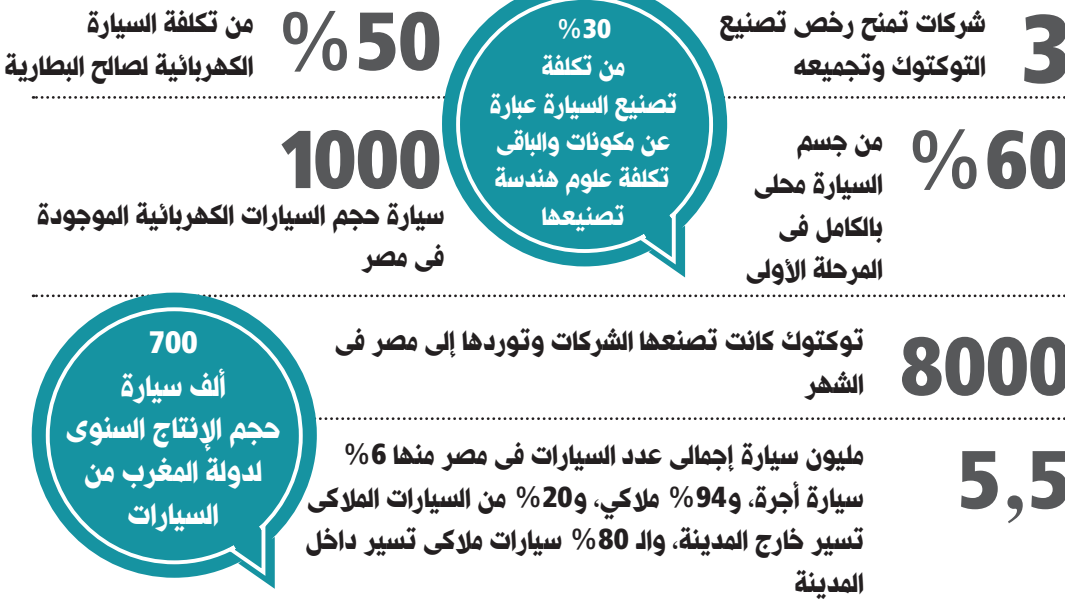 3
شركات تمنح رخص تصنيع
التوكتوك وتجميعه
%30
من تكلفة
تصنيع السيارة عبارة
عن مكونات والباقى
تكلفة علوم هندسة
تصنيعها
%50
من تكلفة السيارة
الكهربائية لصالح البطارية
%60
من جسم
السيارة محلى
بالكامل فى
المرحلة الأولى
1000
سيارة حجم السيارات الكهربائية الموجودة
فى مصر
8000
توكتوك كانت تصنعها الشركات وتوردها إلى مصر فى
الشهر
700
ألف سيارة
حجم الإنتاج السنوى
لدولة المغرب من
السيارات
5,5
مليون سيارة إجمالى عدد السيارات فى مصر منها 6%
سيارة أجرة، و94% ملاكي، و20% من السيارات الملاكى
تسير خارج المدينة، والـ 80% سيارات ملاكى تسير داخل
المدينة